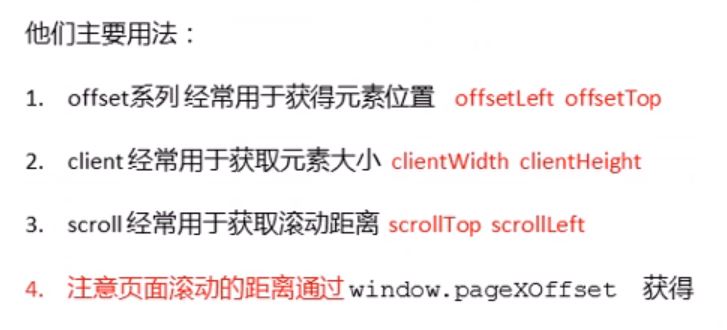 他们主要用法：
1. offset系列 经常用于获得元素位置 offsetLeft offsetTop
2. client 经常用于获取元素大小 clientWidth clientHeight
3. scroll 经常用于获取滚动距离 scrollTop scrollLeft
4. 注意页面滚动的距离通过 window.pageXOffset 获得